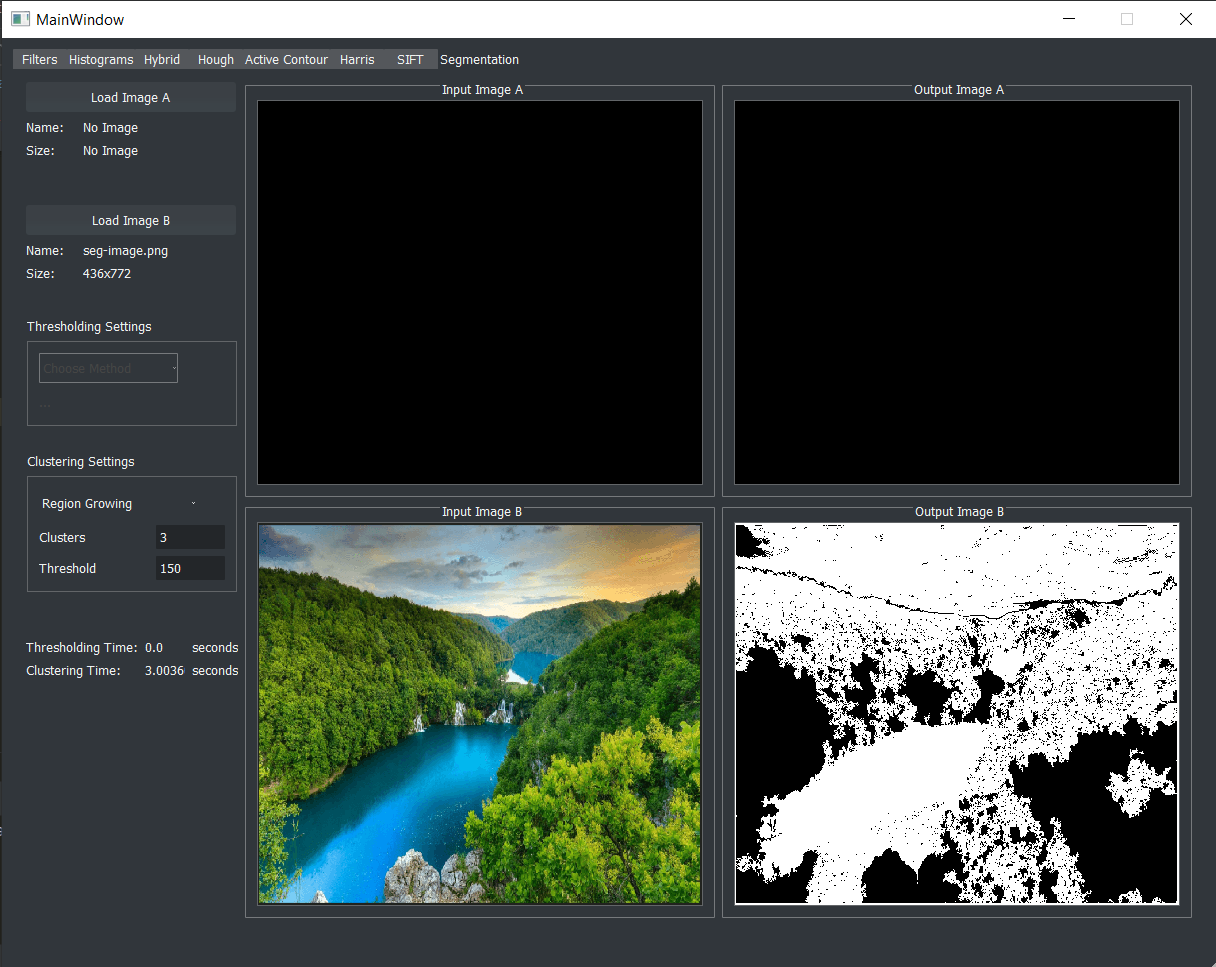 MainWindow
Filters Histograms Hybrid Hough Active Contour Harris SIFT Segmentation
Load Image A
Name: No Image
Size: No Image
Load Image B
Name: seg-image.png
Size: 436x772
Thresholding Settings
Choose Method
...
Clustering Settings
Region Growing
Clusters 3
Threshold 150
Thresholding Time: 0.0 seconds
Clustering Time: 3.0036 seconds
Input Image A
Output Image A
Input Image B
Output Image B